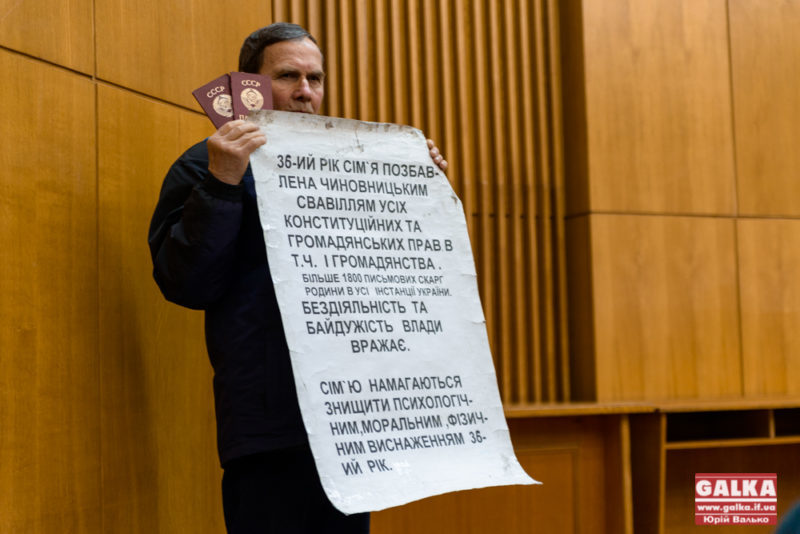 СССР
СССР
36-ИЙ РІК СІМ`Я ПОЗБАВ-
ЛЕНА ЧИНОВНИЦЬКИМ
СВАВІЛЛЯМ УСІХ
КОНСТИТУЦІЙНИХ ТА
ГРОМАДЯНСЬКИХ ПРАВ В
Т.Ч. І ГРОМАДЯНСТВА .
БІЛЬШЕ 1800 ПИСЬМОВИХ СКАРГ
РОДИНИ В УСІ ІНСТАНЦІЇ УКРАЇНИ.
БЕЗДІЯЛЬНІСТЬ ТА
БАЙДУЖІСТЬ ВЛАДИ
ВРАЖАЄ.
СІМ`Ю НАМАГАЮТЬСЯ
ЗНИЩИТИ ПСИХОЛОГІЧ-
НИМ,МОРАЛЬНИМ ,ФІЗИЧ-
НИМ ВИСНАЖЕННЯМ 36-
ИЙ РІК.
GALKA
www.galka.if.ua
Юрій Валько